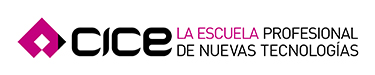 cice LA ESCUELA PROFESIONAL
DE NUEVAS TECNOLOGÍAS